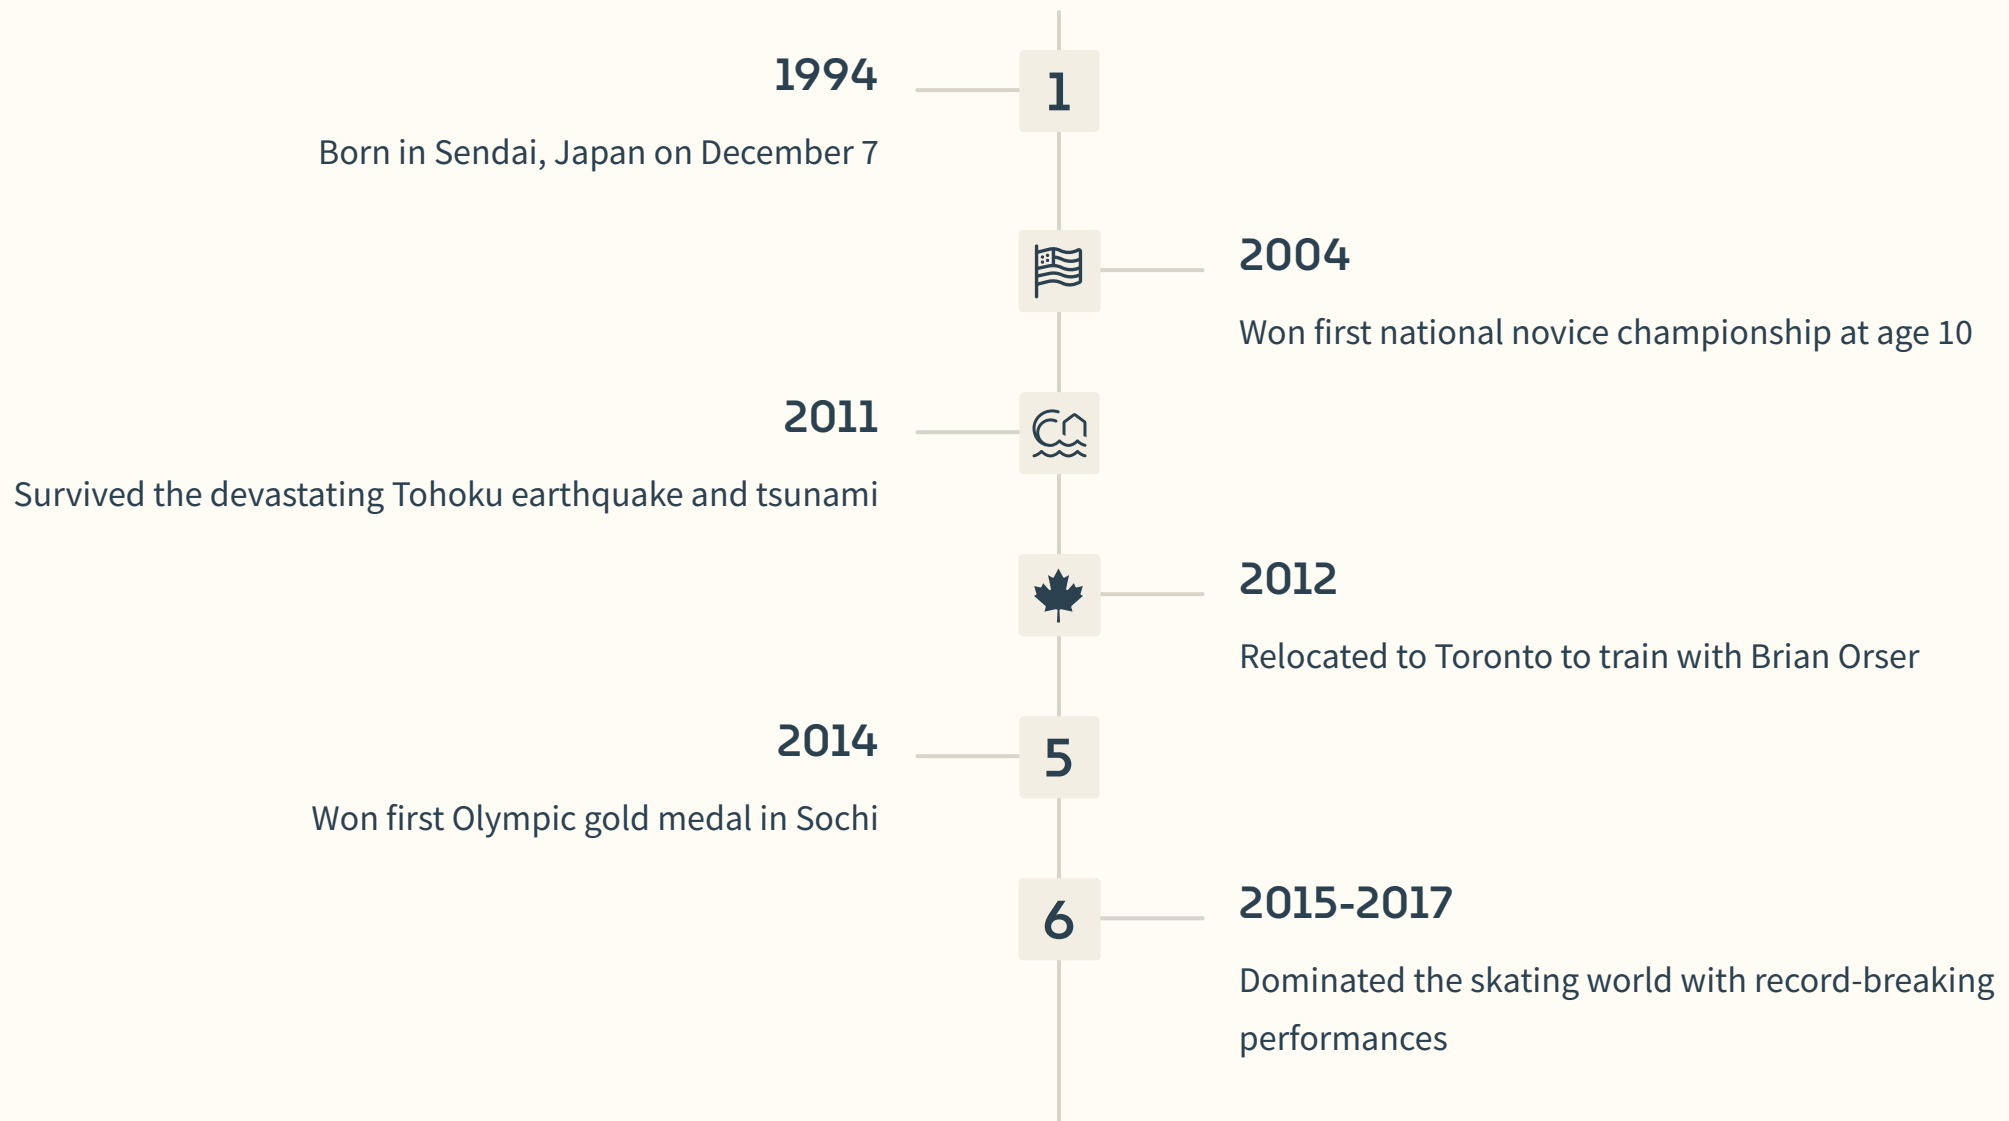 1994
1
Born in Sendai, Japan on December 7
2004
Won first national novice championship at age 10
2011
Survived the devastating Tohoku earthquake and tsunami
2012
Relocated to Toronto to train with Brian Orser
2014
5
Won first Olympic gold medal in Sochi
6
2015-2017
Dominated the skating world with record-breaking
performances